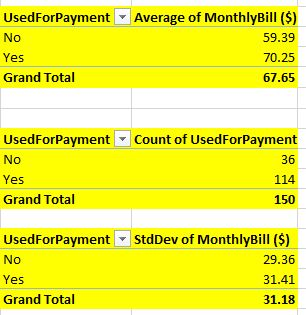 UsedForPayment Average of MonthlyBill ($)
No 59.39
Yes 70.25
Grand Total 67.65
UsedForPayment Count of UsedForPayment
No 36
Yes 114
Grand Total 150
UsedForPayment StdDev of MonthlyBill ($)
No 29.36
Yes 31.41
Grand Total 31.18